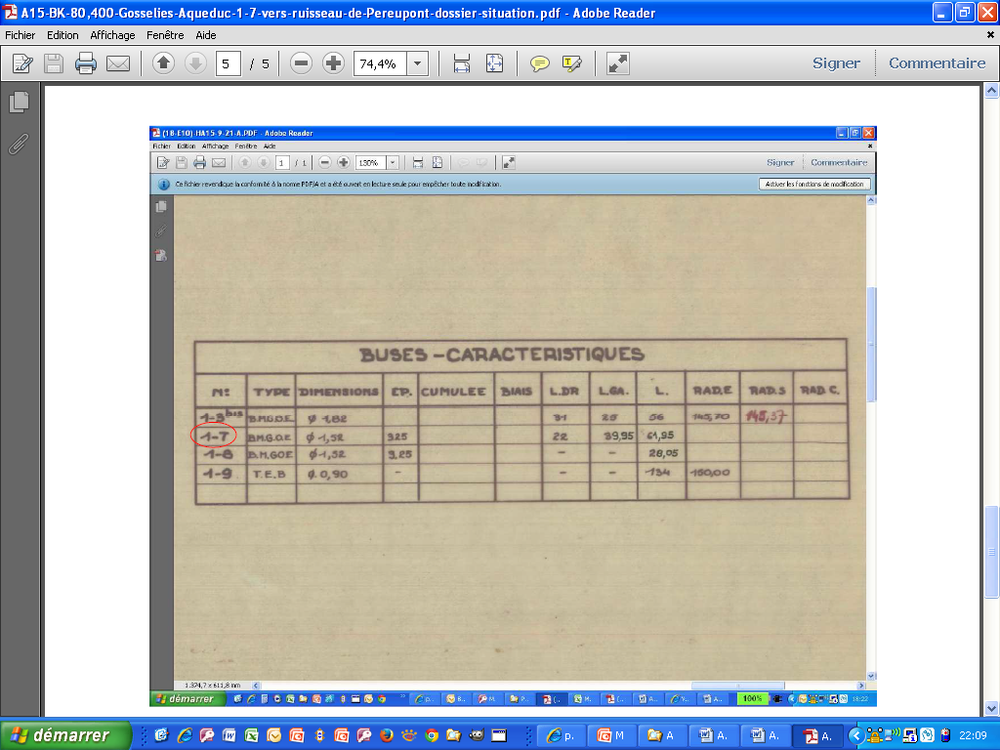 A15-BK-80,400-Gosselies-Aqueduc-1-7-vers-ruisseau-de-Pereupont-dossier-situation.pdf - Adobe Reader
Fichier Edition Affichage Fenêtre Aide
5 / 5 74,4% Signer Commentaire
(18-E10)-HA15-9-21-A.PDF - Adobe Reader
Fichier Edition Affichage Fenêtre Aide
1 / 1 130% Signer Commentaire
Ce fichier revendique la conformité à la norme PDF/A et a été ouvert en lecture seule pour empêcher toute modification. Activer les fonctions de modification
BUSES - CARACTERISTIQUES
N° TYPE DIMENSIONS EP. CUMULEE BIAIS L.DR L.GA. L. RAD.E RAD.S RAD C.
1-3 bis B.M.G.O.E. Ø 1,82 31 25 56 145,70 145,57
1-7 B.M.G.O.E Ø 1,52 3.25 22 39,95 61,95
1-8 B.M.G.O.E Ø 1,52 3,25 - - 28,05
1-9 T.E.B Ø 0,90 - - - 134 150,00
1.374,7 x 611,8 mm
démarrer 100% 18:22
démarrer p. M A A. A. A. 22:09